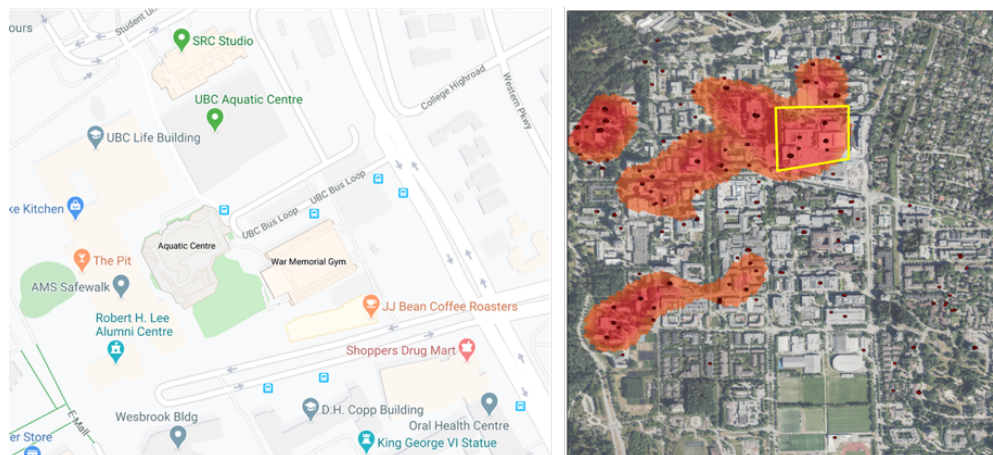 ours
Student Un
SRC Studio
College Highroad
Western Pkwy
UBC Aquatic Centre
UBC Life Building
UBC Bus Loop
UBC Bus Loop
ke Kitchen
Aquatic Centre
War Memorial Gym
The Pit
AMS Safewalk
JJ Bean Coffee Roasters
Robert H. Lee
Alumni Centre
Shoppers Drug Mart
E Mall
Wesbrook Bldg
D.H. Copp Building
Oral Health Centre
er Store
King George VI Statue